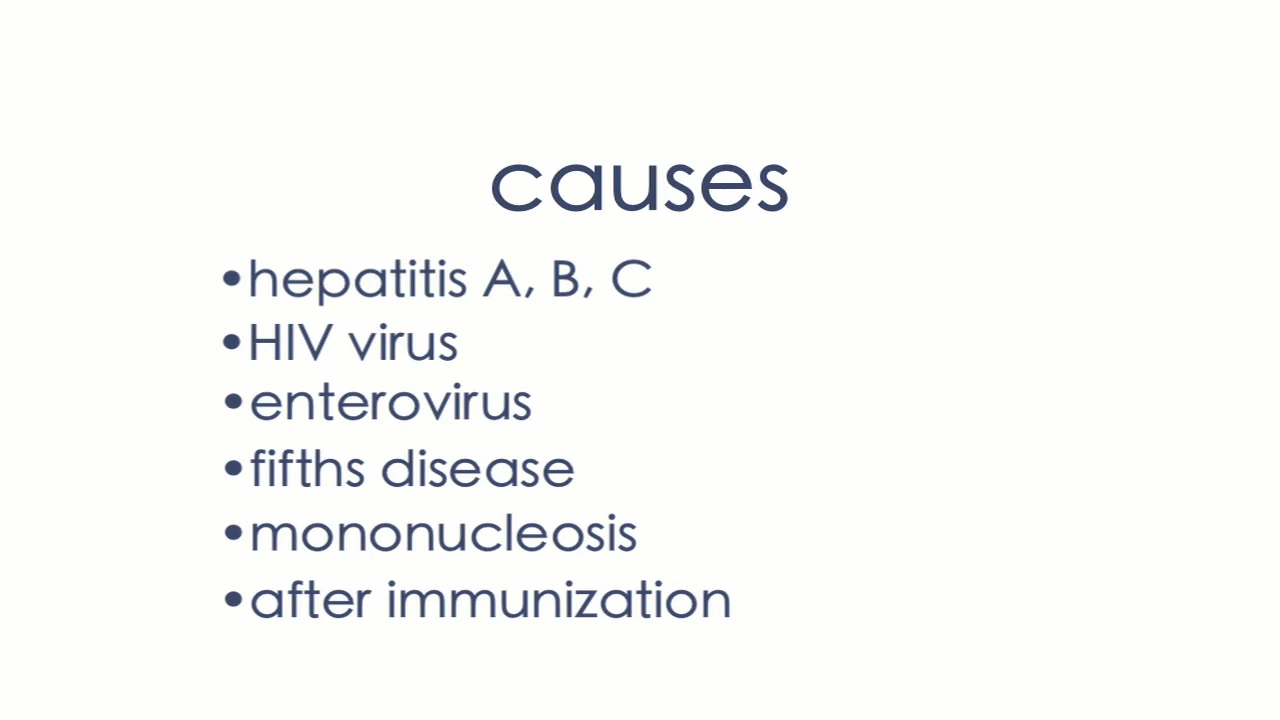 causes
•hepatitis A, B, C
•HIV virus
•enterovirus
•fifths disease
•mononucleosis
•after immunization